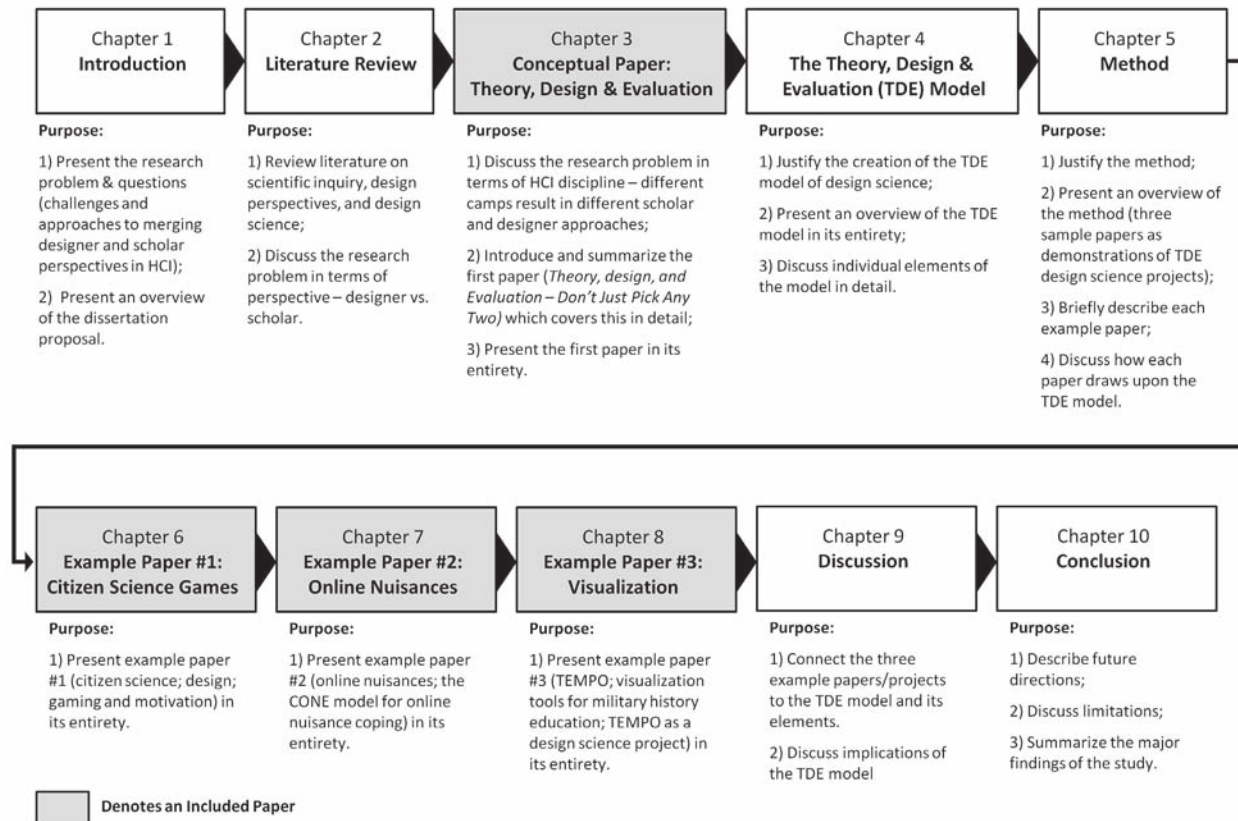 Chapter 1
Introduction
Purpose:
1) Present the research
problem & questions
(challenges and
approaches to merging
designer and scholar
perspectives in HCI);
2) Present an overview
of the dissertation
proposal.
Chapter 2
Literature Review
Purpose:
1) Review literature on
scientific inquiry, design
perspectives, and design
science;
2) Discuss the research
problem in terms of
perspective – designer vs.
scholar.
Chapter 3
Conceptual Paper:
Theory, Design & Evaluation
Purpose:
1) Discuss the research problem in
terms of HCI discipline – different
camps result in different scholar
and designer approaches;
2) Introduce and summarize the
first paper (Theory, design, and
Evaluation – Don't Just Pick Any
Two) which covers this in detail;
3) Present the first paper in its
entirety.
Chapter 4
The Theory, Design &
Evaluation (TDE) Model
Purpose:
1) Justify the creation of the TDE
model of design science;
2) Present an overview of the TDE
model in its entirety;
3) Discuss individual elements of
the model in detail.
Chapter 5
Method
Purpose:
1) Justify the method;
2) Present an overview of
the method (three
sample papers as
demonstrations of TDE
design science projects);
3) Briefly describe each
example paper;
4) Discuss how each
paper draws upon the
TDE model.
Chapter 6
Example Paper #1:
Citizen Science Games
Purpose:
1) Present example paper
#1 (citizen science; design;
gaming and motivation) in
its entirety.
Chapter 7
Example Paper #2:
Online Nuisances
Purpose:
1) Present example paper
#2 (online nuisances; the
CONE model for online
nuisance coping) in its
entirety.
Chapter 8
Example Paper #3:
Visualization
Purpose:
1) Present example paper
#3 (TEMPO; visualization
tools for military history
education; TEMPO as a
design science project) in
its entirety.
Chapter 9
Discussion
Purpose:
1) Connect the three
example papers/projects
to the TDE model and its
elements.
2) Discuss implications of
the TDE model
Chapter 10
Conclusion
Purpose:
1) Describe future
directions;
2) Discuss limitations;
3) Summarize the major
findings of the study.
Denotes an Included Paper